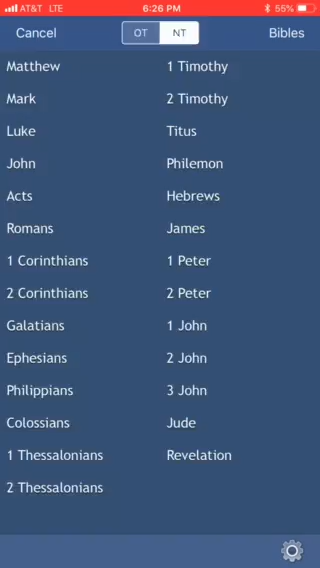 AT&T LTE 6:26 PM 55%
Cancel OT NT Bibles
Matthew
Mark
Luke
John
Acts
Romans
1 Corinthians
2 Corinthians
Galatians
Ephesians
Philippians
Colossians
1 Thessalonians
2 Thessalonians
1 Timothy
2 Timothy
Titus
Philemon
Hebrews
James
1 Peter
2 Peter
1 John
2 John
3 John
Jude
Revelation